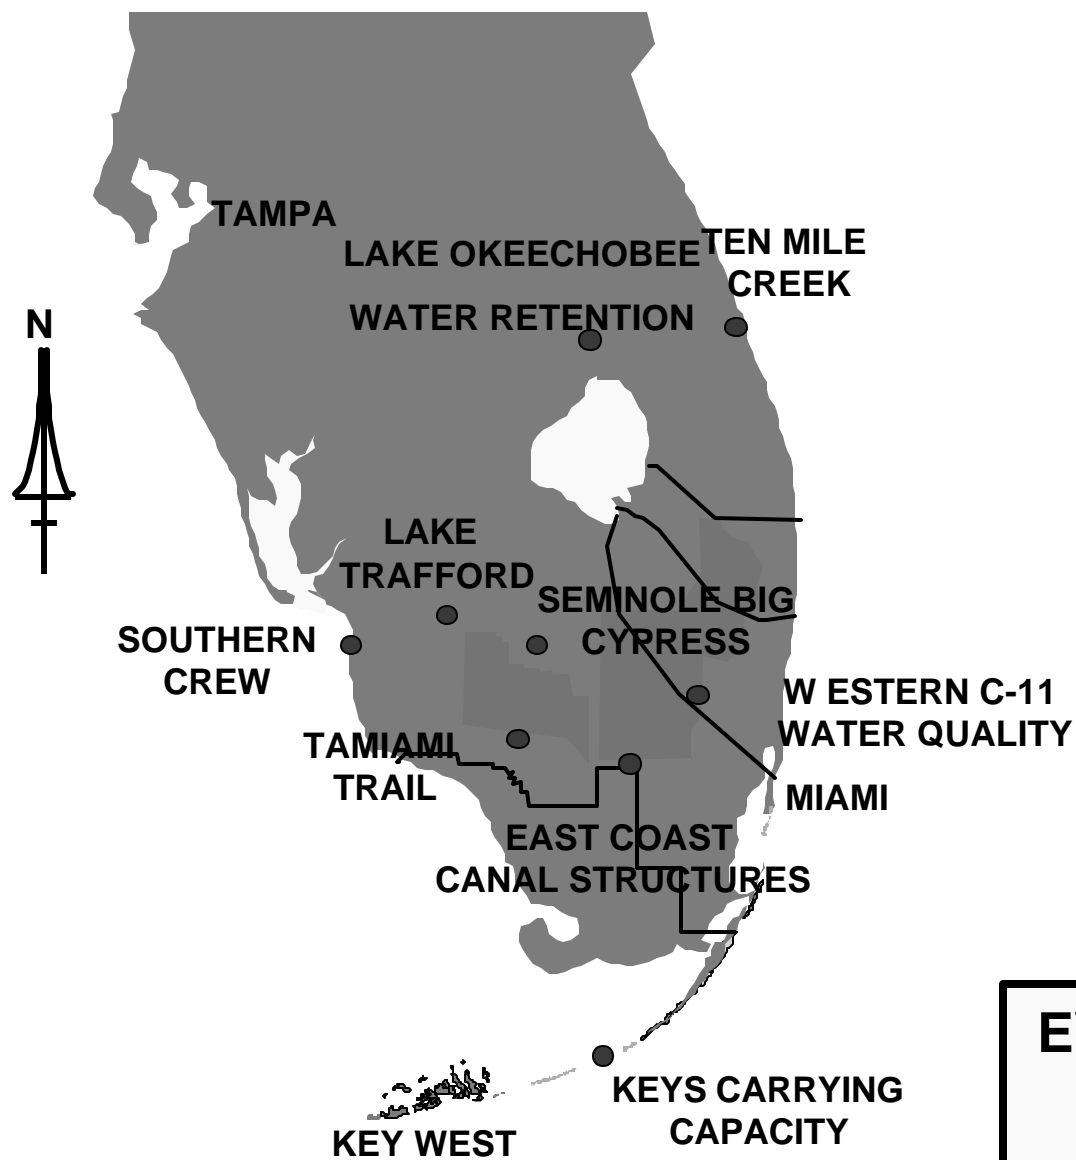 TAMPA
LAKE OKEECHOBEE
WATER RETENTION
TEN MILE
CREEK
N
LAKE
TRAFFORD
SEMINOLE BIG
CYPRESS
SOUTHERN
CREW
W ESTERN C-11
WATER QUALITY
TAMIAMI
TRAIL
MIAMI
EAST COAST
CANAL STRUCTURES
KEYS CARRYING
CAPACITY
KEY WEST